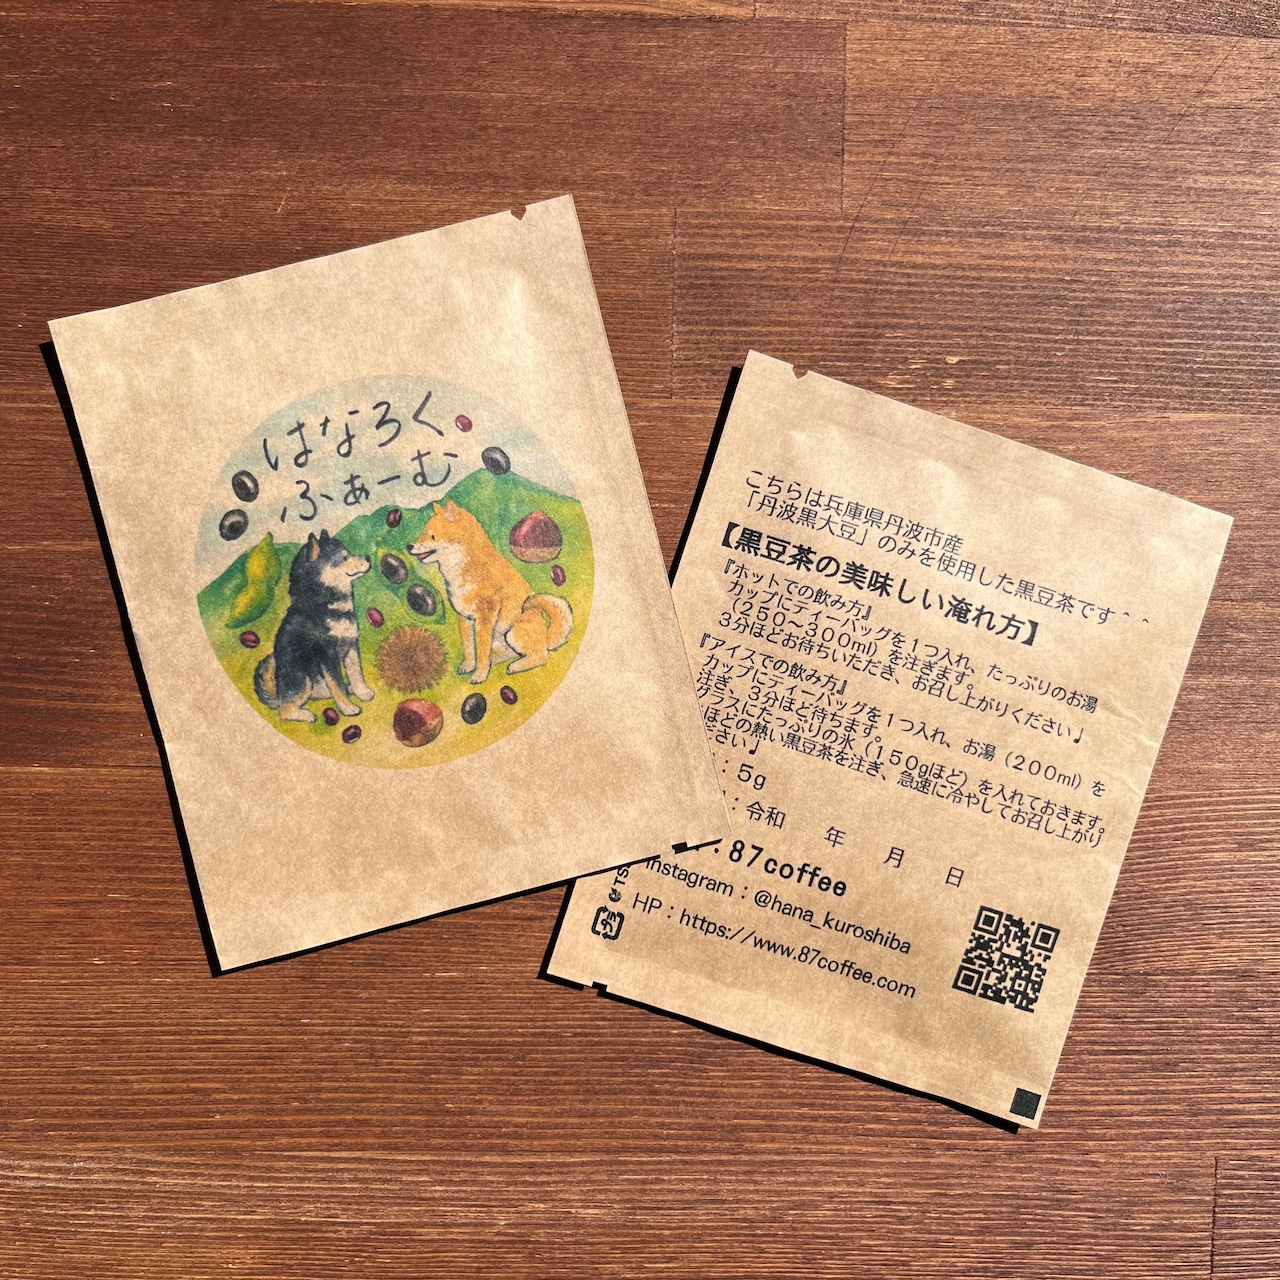 はなろく
ふぁーむ
こちらは兵庫県丹波市産
「丹波黒大豆」のみを使用した黒豆茶です＾＾
【黒豆茶の美味しい淹れ方】
『ホットでの飲み方』
カップにティーバッグを１つ入れ、たっぷりのお湯
（２５０～３００ml）を注ぎます。
３分ほどお待ちいただき、お召し上がりください♩
『アイスでの飲み方』
カップにティーバッグを１つ入れ、お湯（２００ml）を
注ぎ、３分ほど待ちます。
グラスにたっぷりの氷（１５０gほど）を入れておきます。
ほどの熱い黒豆茶を注ぎ、急速に冷やしてお召し上がり
ださい♩
：５g
：令和　年　月　日
：87coffee
Instagram：@hana_kuroshiba
HP：https://www.87coffee.com